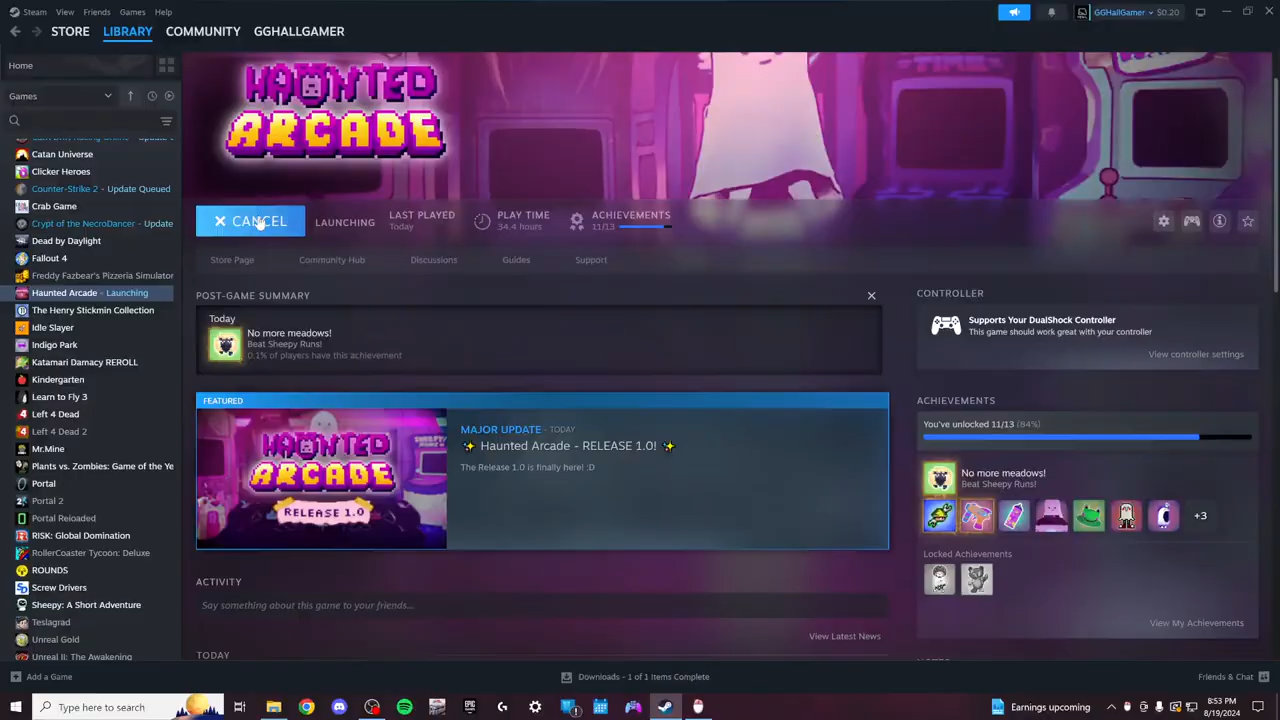 Steam View Friends Games Help
GGHallGamer $0.20
STORE LIBRARY COMMUNITY GGHALLGAMER
Home
Games
HAUNTED
ARCADE
Catan Universe
Clicker Heroes
Counter-Strike 2 - Update Queued
Crab Game
Crypt of the NecroDancer - Update
Dead by Daylight
Fallout 4
Freddy Fazbear's Pizzeria Simulator
Haunted Arcade - Launching
The Henry Stickmin Collection
Idle Slayer
Indigo Park
Katamari Damacy REROLL
Kindergarten
Learn to Fly 3
Left 4 Dead
Left 4 Dead 2
Mr.Mine
Plants vs. Zombies: Game of the Ye
Portal
Portal 2
Portal Reloaded
RISK: Global Domination
RollerCoaster Tycoon: Deluxe
ROUNDS
Screw Drivers
Sheepy: A Short Adventure
Teslagrad
Unreal Gold
Unreal II: The Awakening
CANCEL
LAUNCHING
LAST PLAYED
Today
PLAY TIME
34.4 hours
ACHIEVEMENTS
11/13
Store Page Community Hub Discussions Guides Support
POST-GAME SUMMARY
Today
No more meadows!
Beat Sheepy Runs!
0.1% of players have this achievement
FEATURED
HAUNTED
ARCADE
RELEASE 1.0
MAJOR UPDATE - TODAY
✨ Haunted Arcade - RELEASE 1.0! ✨
The Release 1.0 is finally here! :D
ACTIVITY
Say something about this game to your friends...
View Latest News
TODAY
CONTROLLER
Supports Your DualShock Controller
This game should work great with your controller
View controller settings
ACHIEVEMENTS
You've unlocked 11/13 (84%)
No more meadows!
Beat Sheepy Runs!
+3
Locked Achievements
View My Achievements
Add a Game
Downloads - 1 of 1 Items Complete
Friends & Chat
Type here to search
Earnings upcoming
8:53 PM
8/19/2024